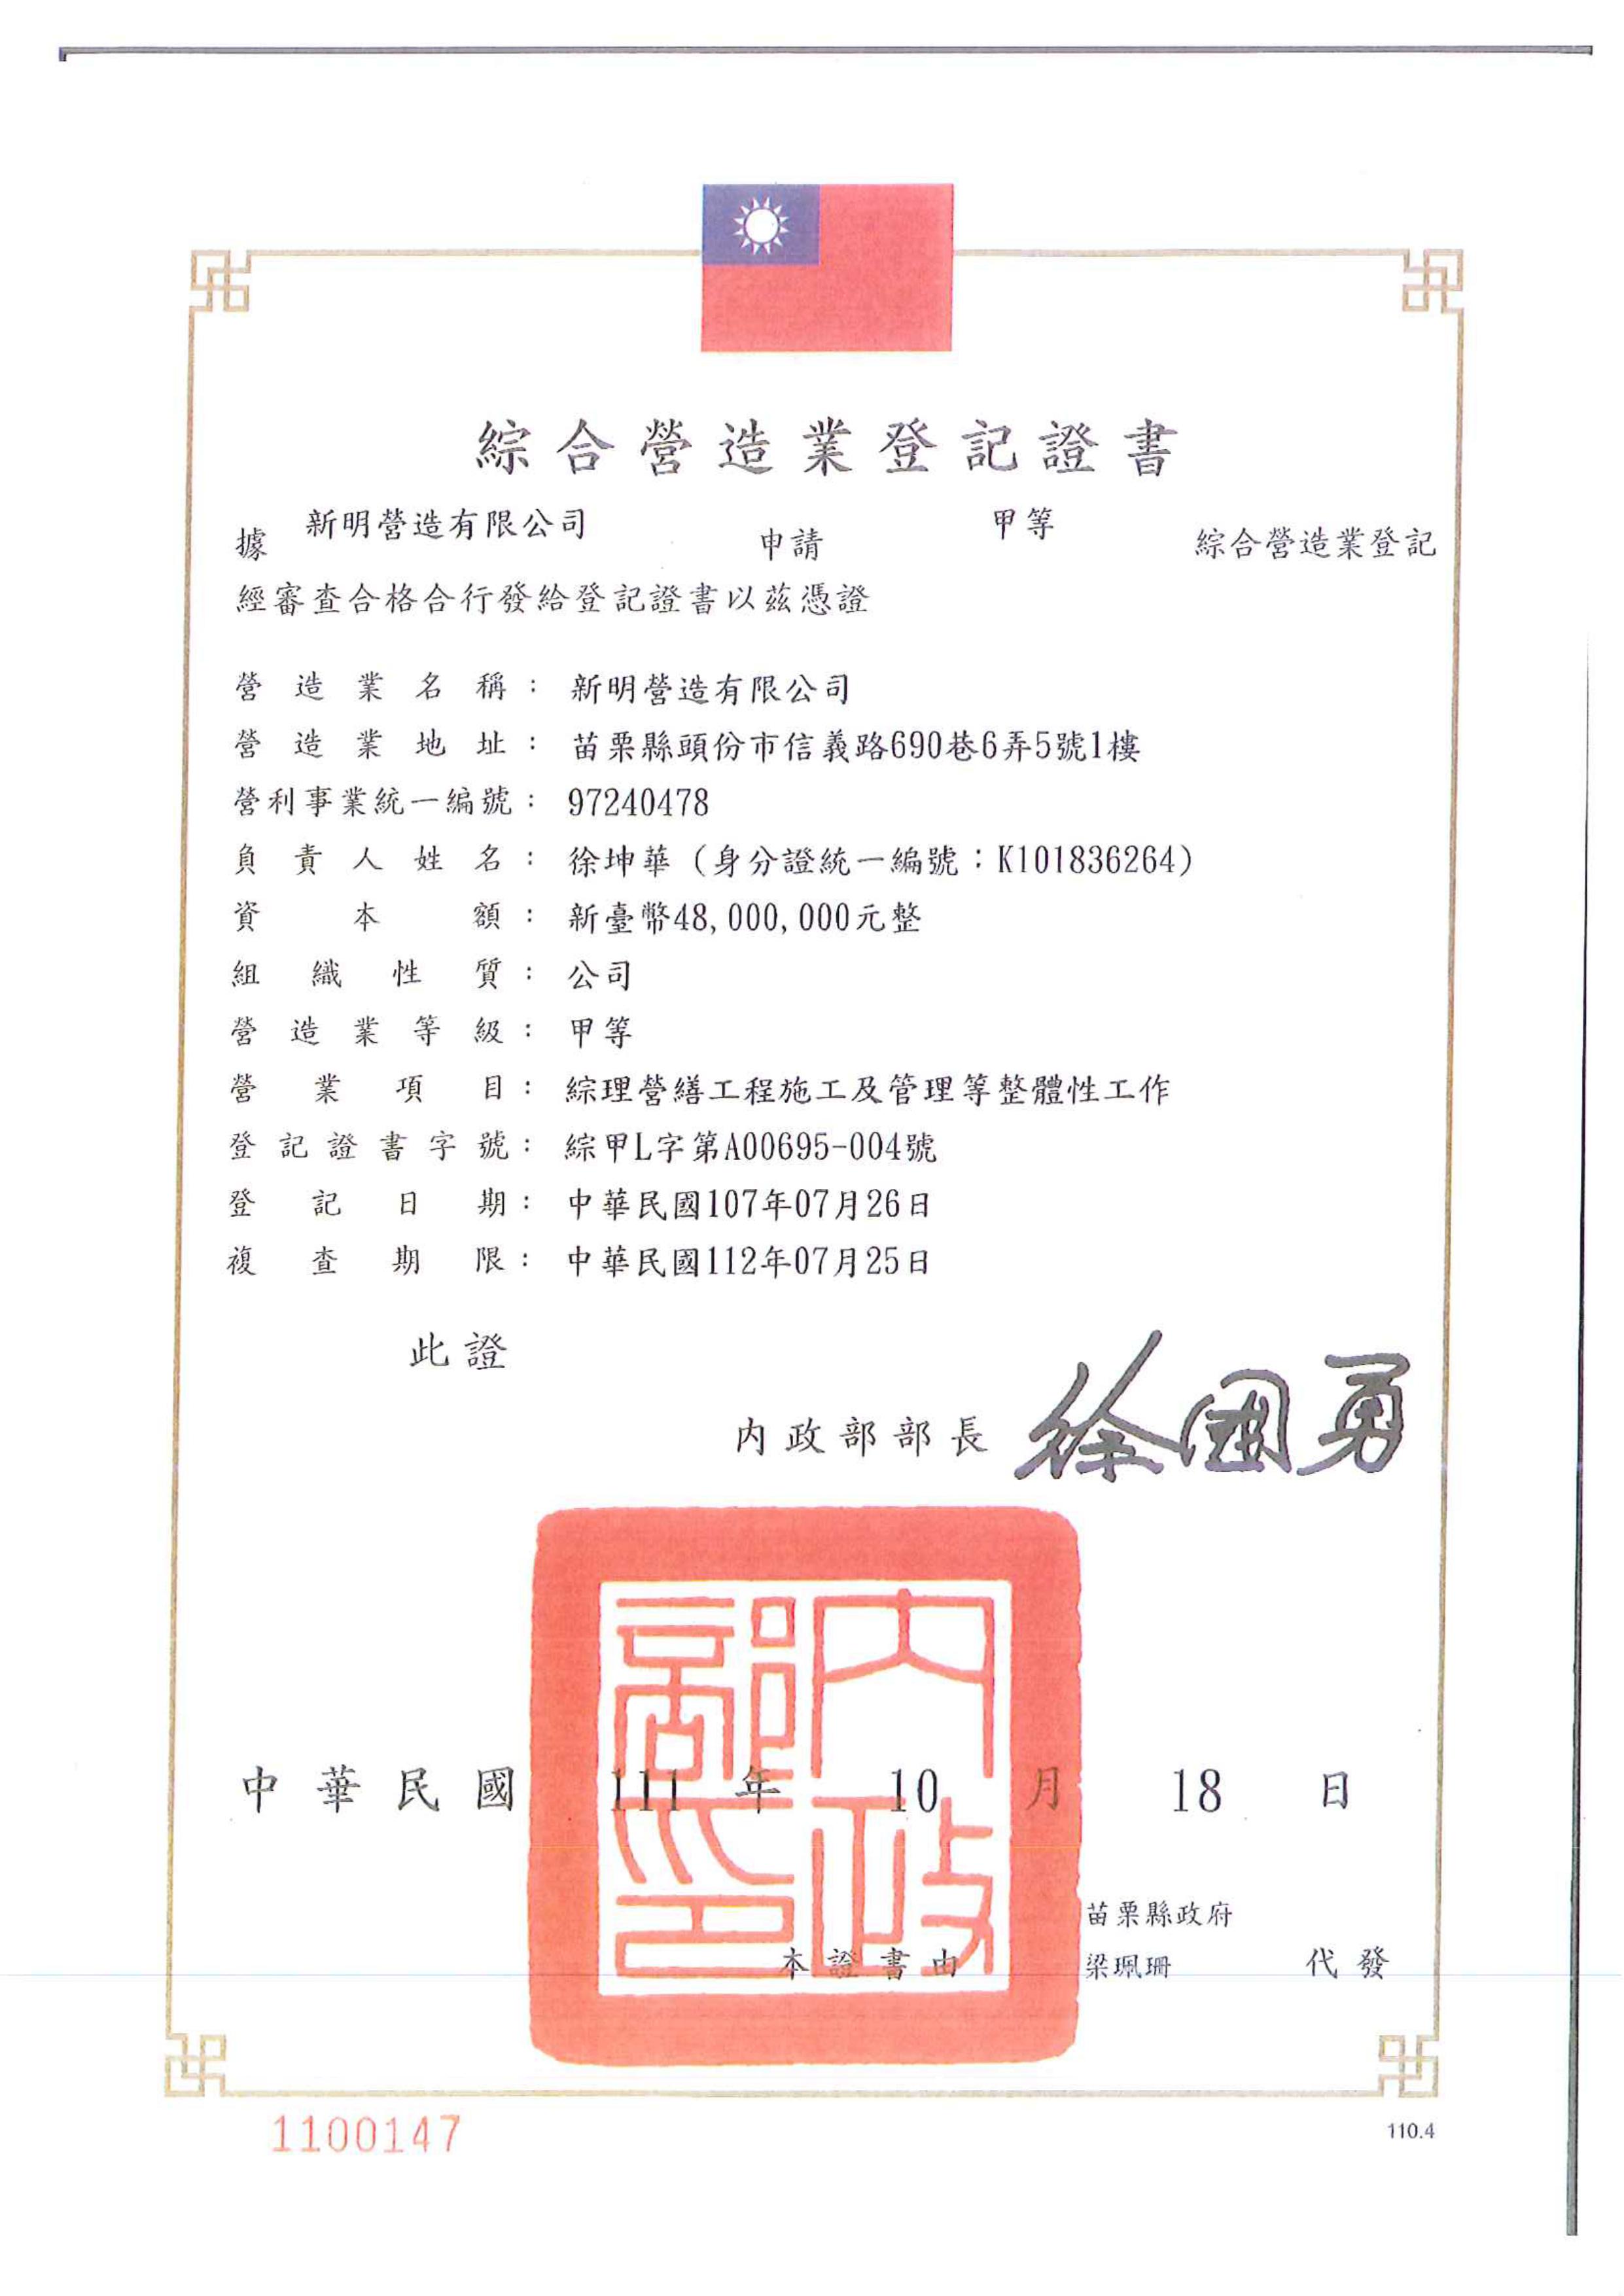 綜合營造業登記證書
據 新明營造有限公司 申請 甲等 綜合營造業登記
經審查合格合行發給登記證書以茲憑證
營造業名稱：新明營造有限公司
營造業地址：苗栗縣頭份市信義路690巷6弄5號1樓
營利事業統一編號：97240478
負責人姓名：徐坤華（身分證統一編號：K101836264）
資本額：新臺幣48,000,000元整
組織性質：公司
營造業等級：甲等
營業項目：綜理營繕工程施工及管理等整體性工作
登記證書字號：綜甲L字第A00695-004號
登記日期：中華民國107年07月26日
複查期限：中華民國112年07月25日
此證
內政部部長 徐國勇
內政部印
中華民國 111 年 10 月 18 日
苗栗縣政府
本證書由 梁珮珊 代發
1100147
110.4